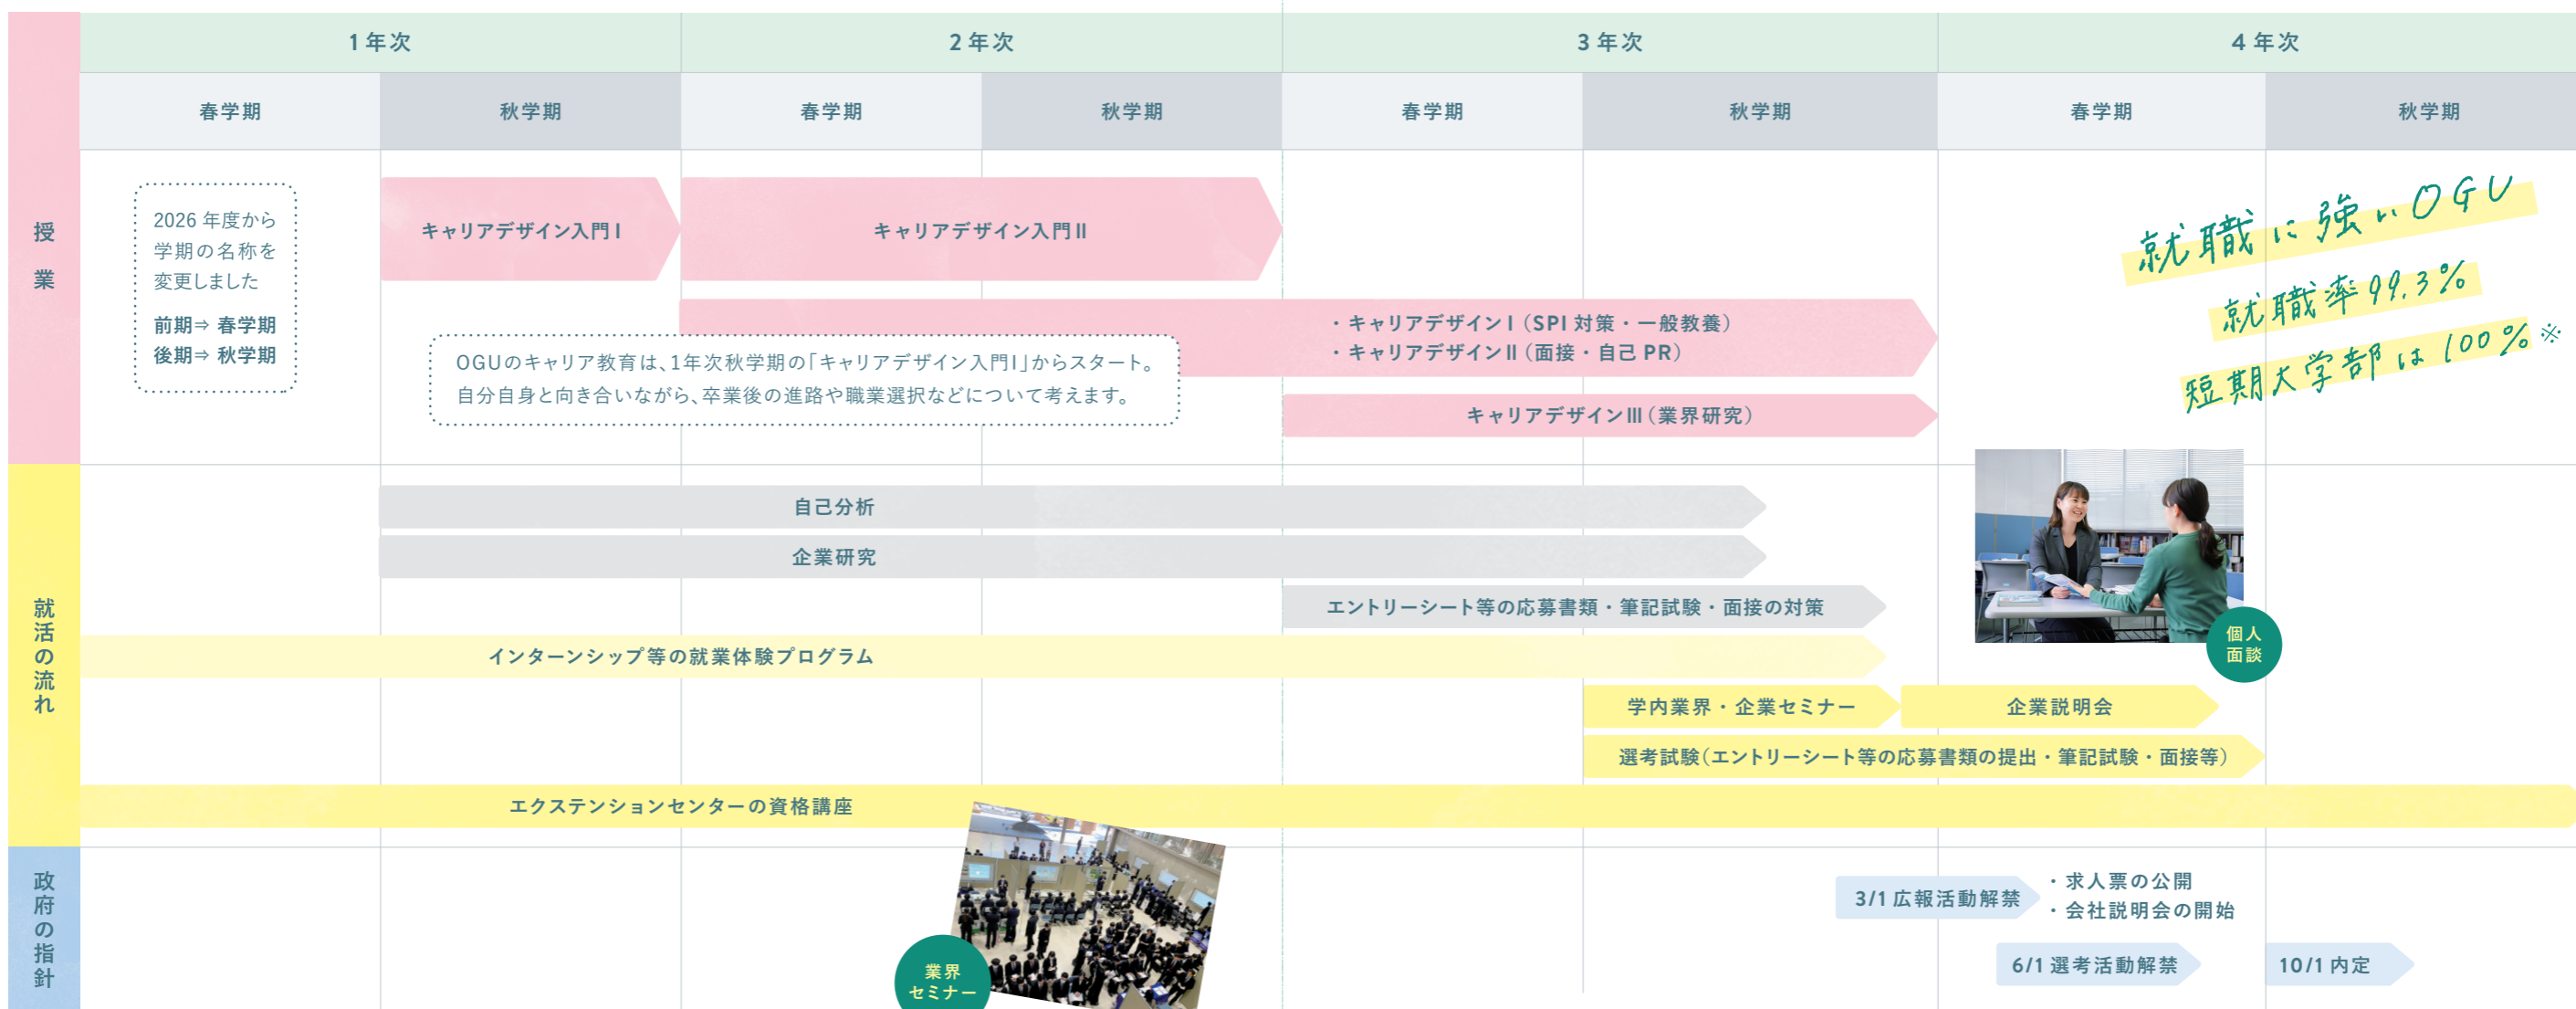 1年次
2年次
3年次
4年次
春学期
秋学期
春学期
秋学期
春学期
秋学期
春学期
秋学期
授業
2026年度から
学期の名称を
変更しました
前期⇒ 春学期
後期⇒ 秋学期
キャリアデザイン入門Ⅰ
キャリアデザイン入門Ⅱ
・キャリアデザインⅠ（SPI対策・一般教養）
・キャリアデザインⅡ（面接・自己PR）
OGUのキャリア教育は、1年次秋学期の「キャリアデザイン入門Ⅰ」からスタート。
自分自身と向き合いながら、卒業後の進路や職業選択などについて考えます。
キャリアデザインⅢ（業界研究）
就職に強いOGU
就職率99.3%
短期大学部は100%※
就活の流れ
自己分析
企業研究
エントリーシート等の応募書類・筆記試験・面接の対策
インターンシップ等の就業体験プログラム
個人
面談
学内業界・企業セミナー
企業説明会
選考試験（エントリーシート等の応募書類の提出・筆記試験・面接等）
エクステンションセンターの資格講座
業界
セミナー
政府の指針
3/1 広報活動解禁
・求人票の公開
・会社説明会の開始
6/1 選考活動解禁
10/1 内定